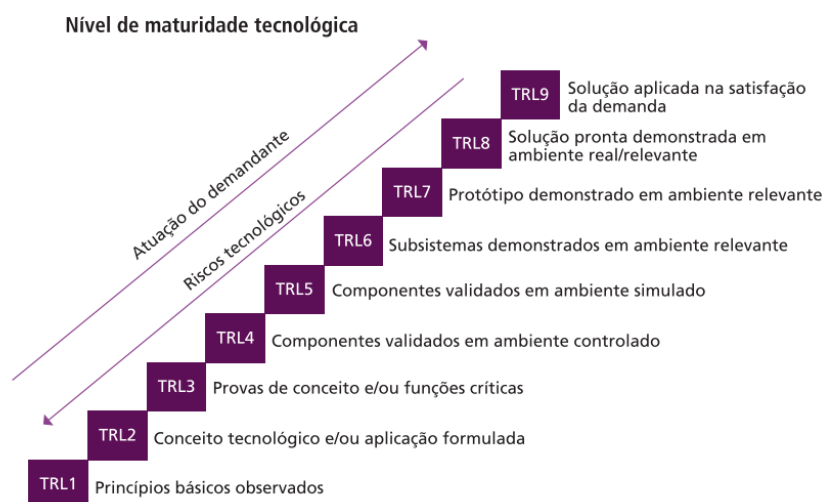 Nível de maturidade tecnológica
Atuação do demandante
Riscos tecnológicos
TRL9
Solução aplicada na satisfação
da demanda
TRL8
Solução pronta demonstrada em
ambiente real/relevante
TRL7
Protótipo demonstrado em ambiente relevante
TRL6
Subsistemas demonstrados em ambiente relevante
TRL5
Componentes validados em ambiente simulado
TRL4
Componentes validados em ambiente controlado
TRL3
Provas de conceito e/ou funções críticas
TRL2
Conceito tecnológico e/ou aplicação formulada
TRL1
Princípios básicos observados